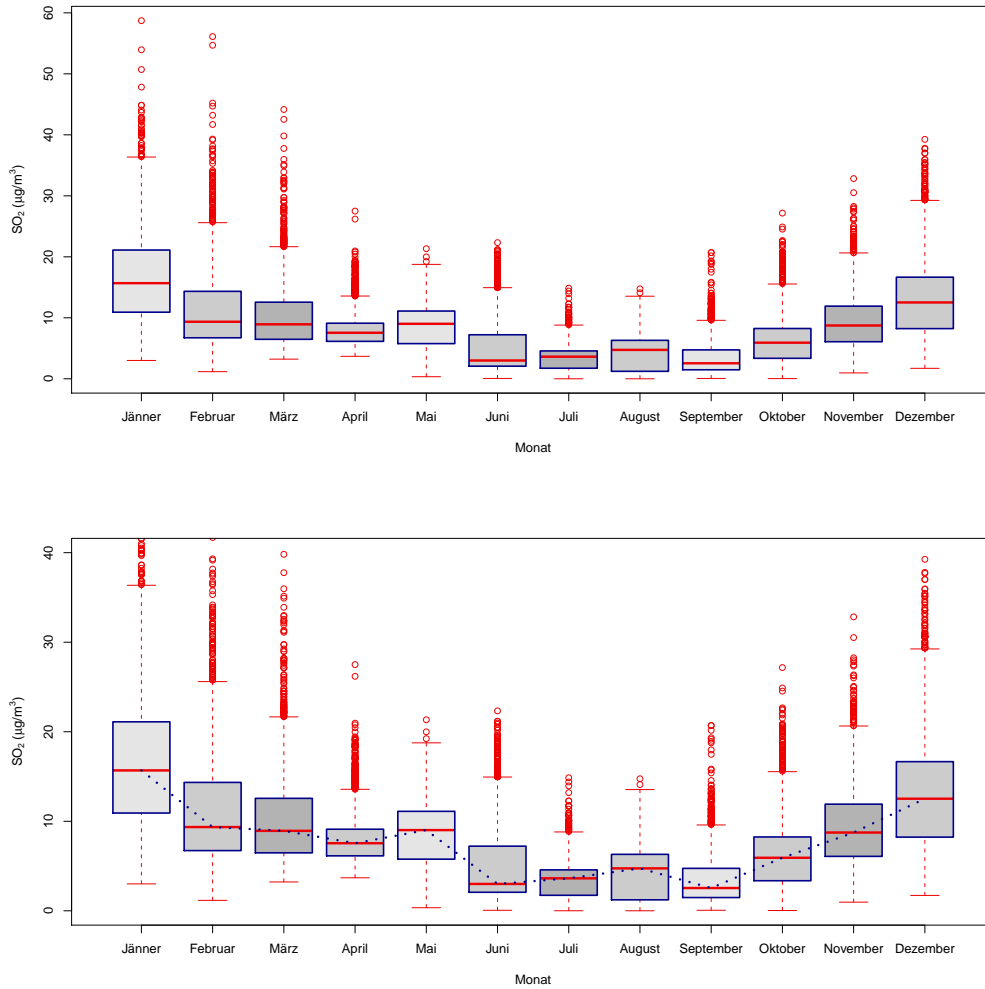 60
50
40
30
20
10
0
SO₂ (µg/m³)
Jänner Februar März April Mai Juni Juli August September Oktober November Dezember
Monat
40
30
20
10
0
SO₂ (µg/m³)
Jänner Februar März April Mai Juni Juli August September Oktober November Dezember
Monat